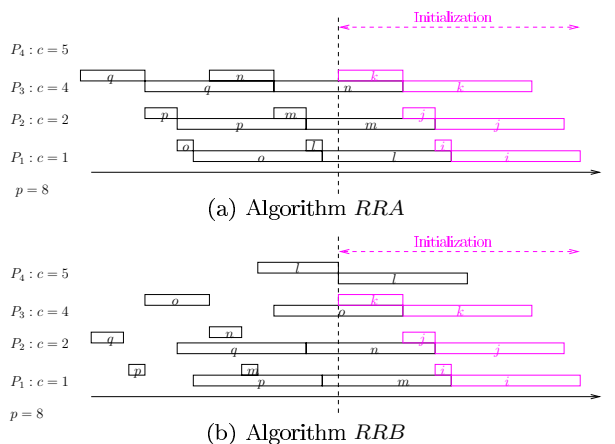 Initialization
P4 : c = 5
q n k
P3 : c = 4 q n k
p m j
P2 : c = 2 p m j
o l i
P1 : c = 1 o l i
p = 8
(a) Algorithm RRA
Initialization
P4 : c = 5 l l
o k
P3 : c = 4 o k
q n j
P2 : c = 2 q n j
p m i
P1 : c = 1 p m i
p = 8
(b) Algorithm RRB